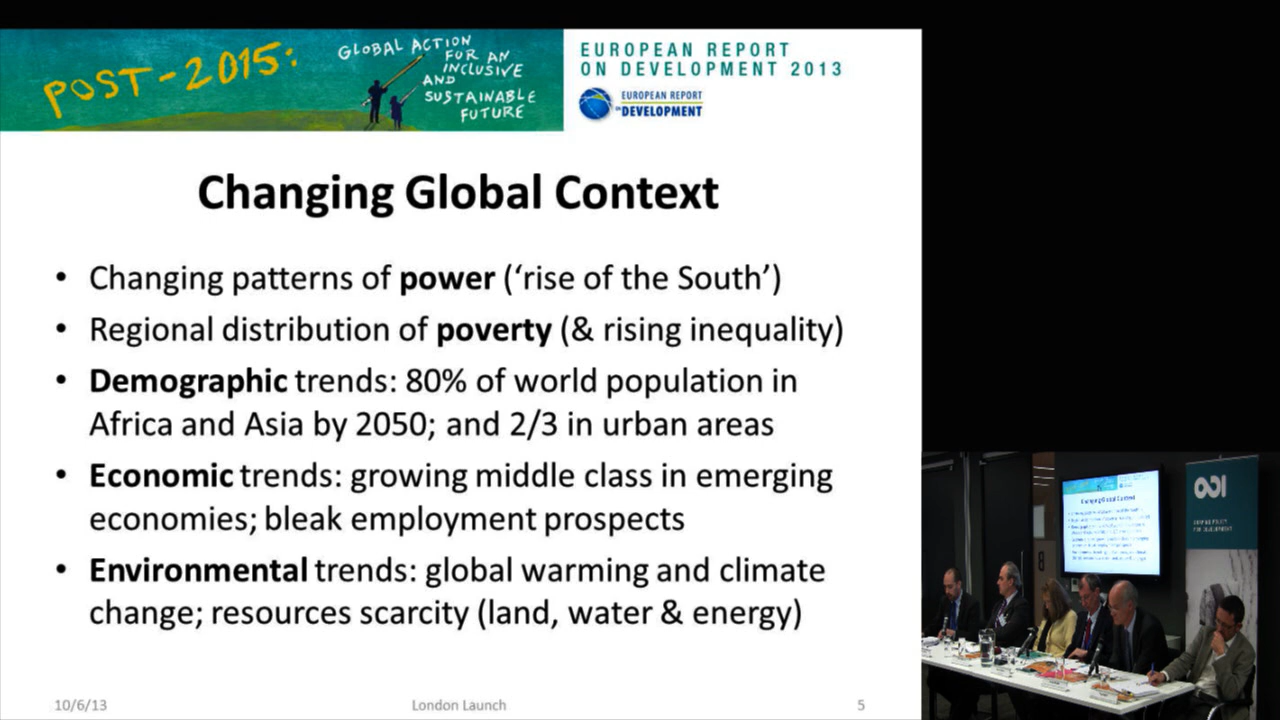 POST-2015:
GLOBAL ACTION
FOR AN
INCLUSIVE
AND
SUSTAINABLE
FUTURE
EUROPEAN REPORT
ON DEVELOPMENT 2013
EUROPEAN REPORT
ON DEVELOPMENT
Changing Global Context
• Changing patterns of power (‘rise of the South’)
• Regional distribution of poverty (& rising inequality)
• Demographic trends: 80% of world population in
Africa and Asia by 2050; and 2/3 in urban areas
• Economic trends: growing middle class in emerging
economies; bleak employment prospects
• Environmental trends: global warming and climate
change; resources scarcity (land, water & energy)
10/6/13
London Launch
5
Changing Global Context